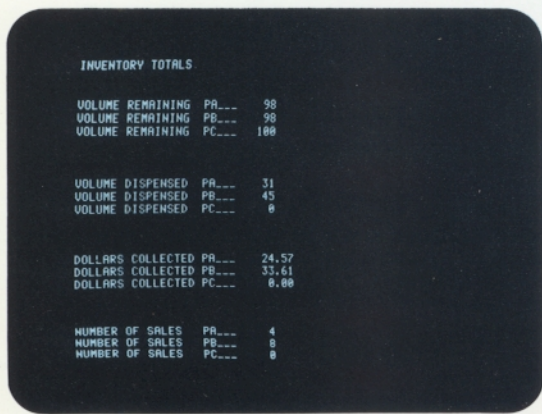 INVENTORY TOTALS
VOLUME REMAINING PA___ 98
VOLUME REMAINING PB___ 98
VOLUME REMAINING PC___ 100
VOLUME DISPENSED PA___ 31
VOLUME DISPENSED PB___ 45
VOLUME DISPENSED PC___ 0
DOLLARS COLLECTED PA___ 24.57
DOLLARS COLLECTED PB___ 33.61
DOLLARS COLLECTED PC___ 0.00
NUMBER OF SALES PA___ 4
NUMBER OF SALES PB___ 8
NUMBER OF SALES PC___ 0